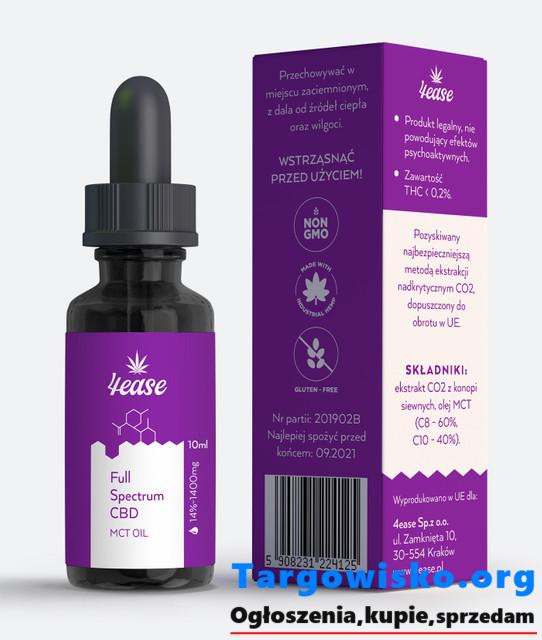 4ease
10ml
Full
Spectrum
CBD
MCT OIL
14%-1400mg
Przechowywać w
miejscu zaciemnionym,
z dala od źródeł ciepła
oraz wilgoci.
WSTRZĄSNĄĆ
PRZED UŻYCIEM!
NON
GMO
MADE WITH
INDUSTRIAL HEMP
GLUTEN - FREE
Nr partii: 201902B
Najlepiej spożyć przed
końcem: 09.2021
5 908231 224125
4ease
• Produkt legalny, nie
powodujący efektów
psychoaktywnych.
• Zawartość
THC < 0,2%.
Pozyskiwany
najbezpieczniejszą
metodą ekstrakcji
nadkrytycznym CO2,
dopuszczony do
obrotu w UE.
SKŁADNIKI:
ekstrakt CO2 z konopi
siewnych, olej MCT
(C8 - 60%,
C10 - 40%).
Wyprodukowano w UE dla:
4ease Sp.z o.o.
ul. Zamknięta 10,
30-554 Kraków
www.4ease.pl
Targowisko.org
Ogłoszenia,kupie,sprzedam